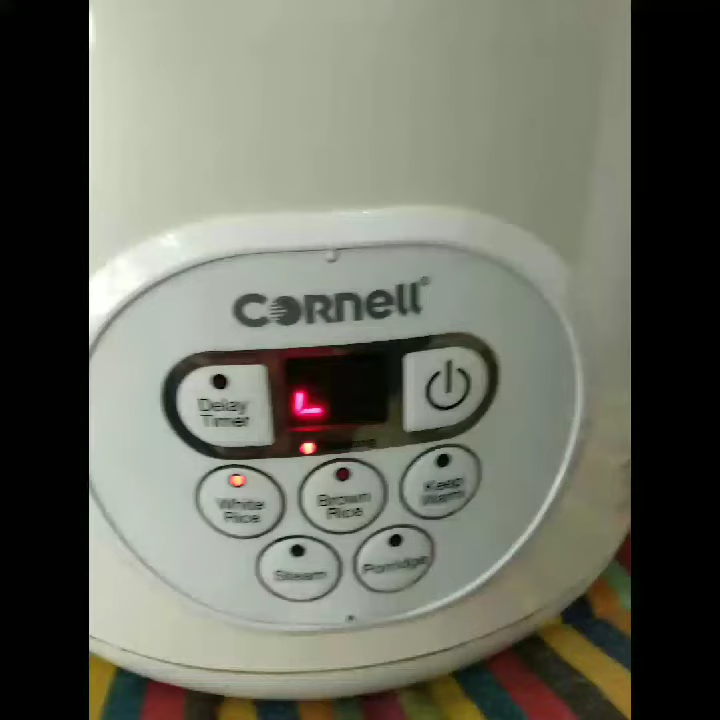 CORNELL
Delay
Timer
White
Rice
Brown
Rice
Keep
Warm
Steam
Porridge